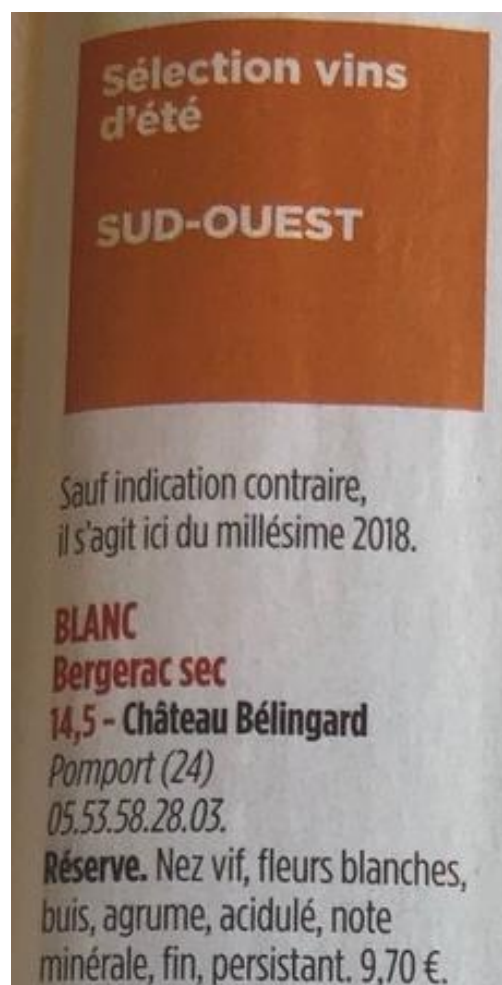 Sélection vins
d'été
SUD-OUEST
Sauf indication contraire,
il s'agit ici du millésime 2018.
BLANC
Bergerac sec
14,5 - Château Bélingard
Pomport (24)
05.53.58.28.03.
Réserve. Nez vif, fleurs blanches,
buis, agrume, acidulé, note
minérale, fin, persistant. 9,70 €.